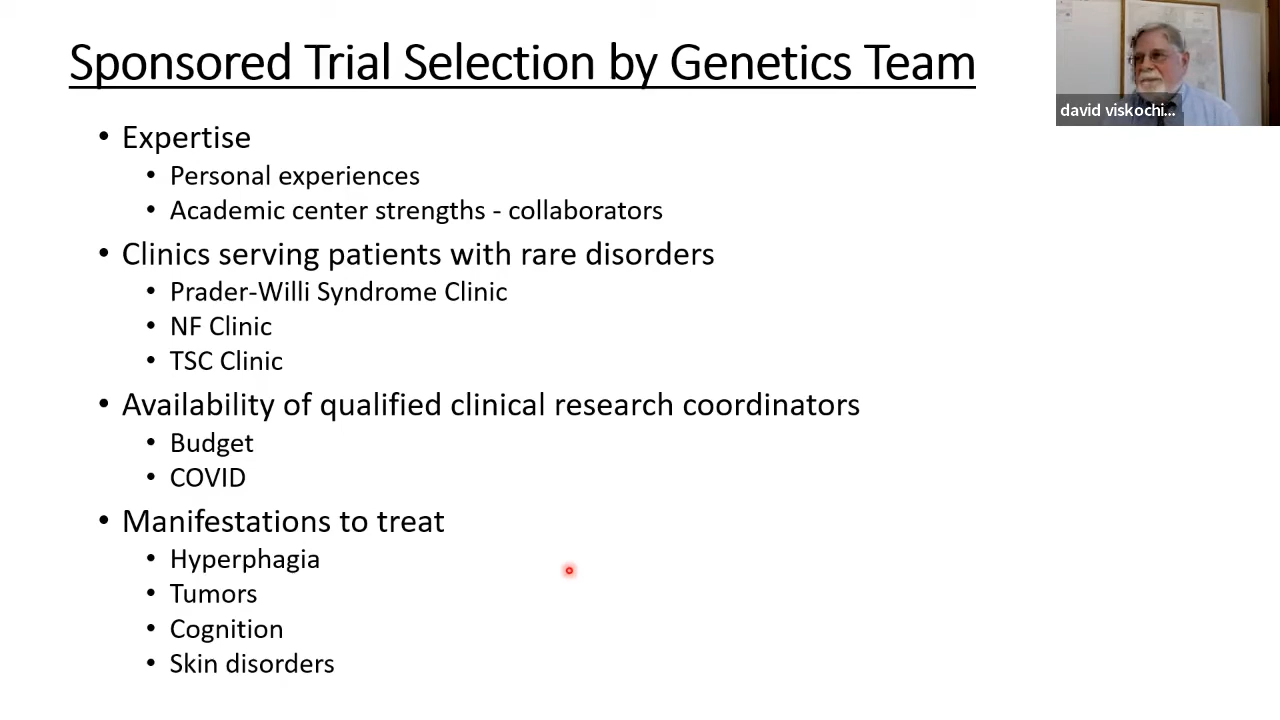 Sponsored Trial Selection by Genetics Team
david viskochi...
• Expertise
• Personal experiences
• Academic center strengths - collaborators
• Clinics serving patients with rare disorders
• Prader-Willi Syndrome Clinic
• NF Clinic
• TSC Clinic
• Availability of qualified clinical research coordinators
• Budget
• COVID
• Manifestations to treat
• Hyperphagia
• Tumors
• Cognition
• Skin disorders